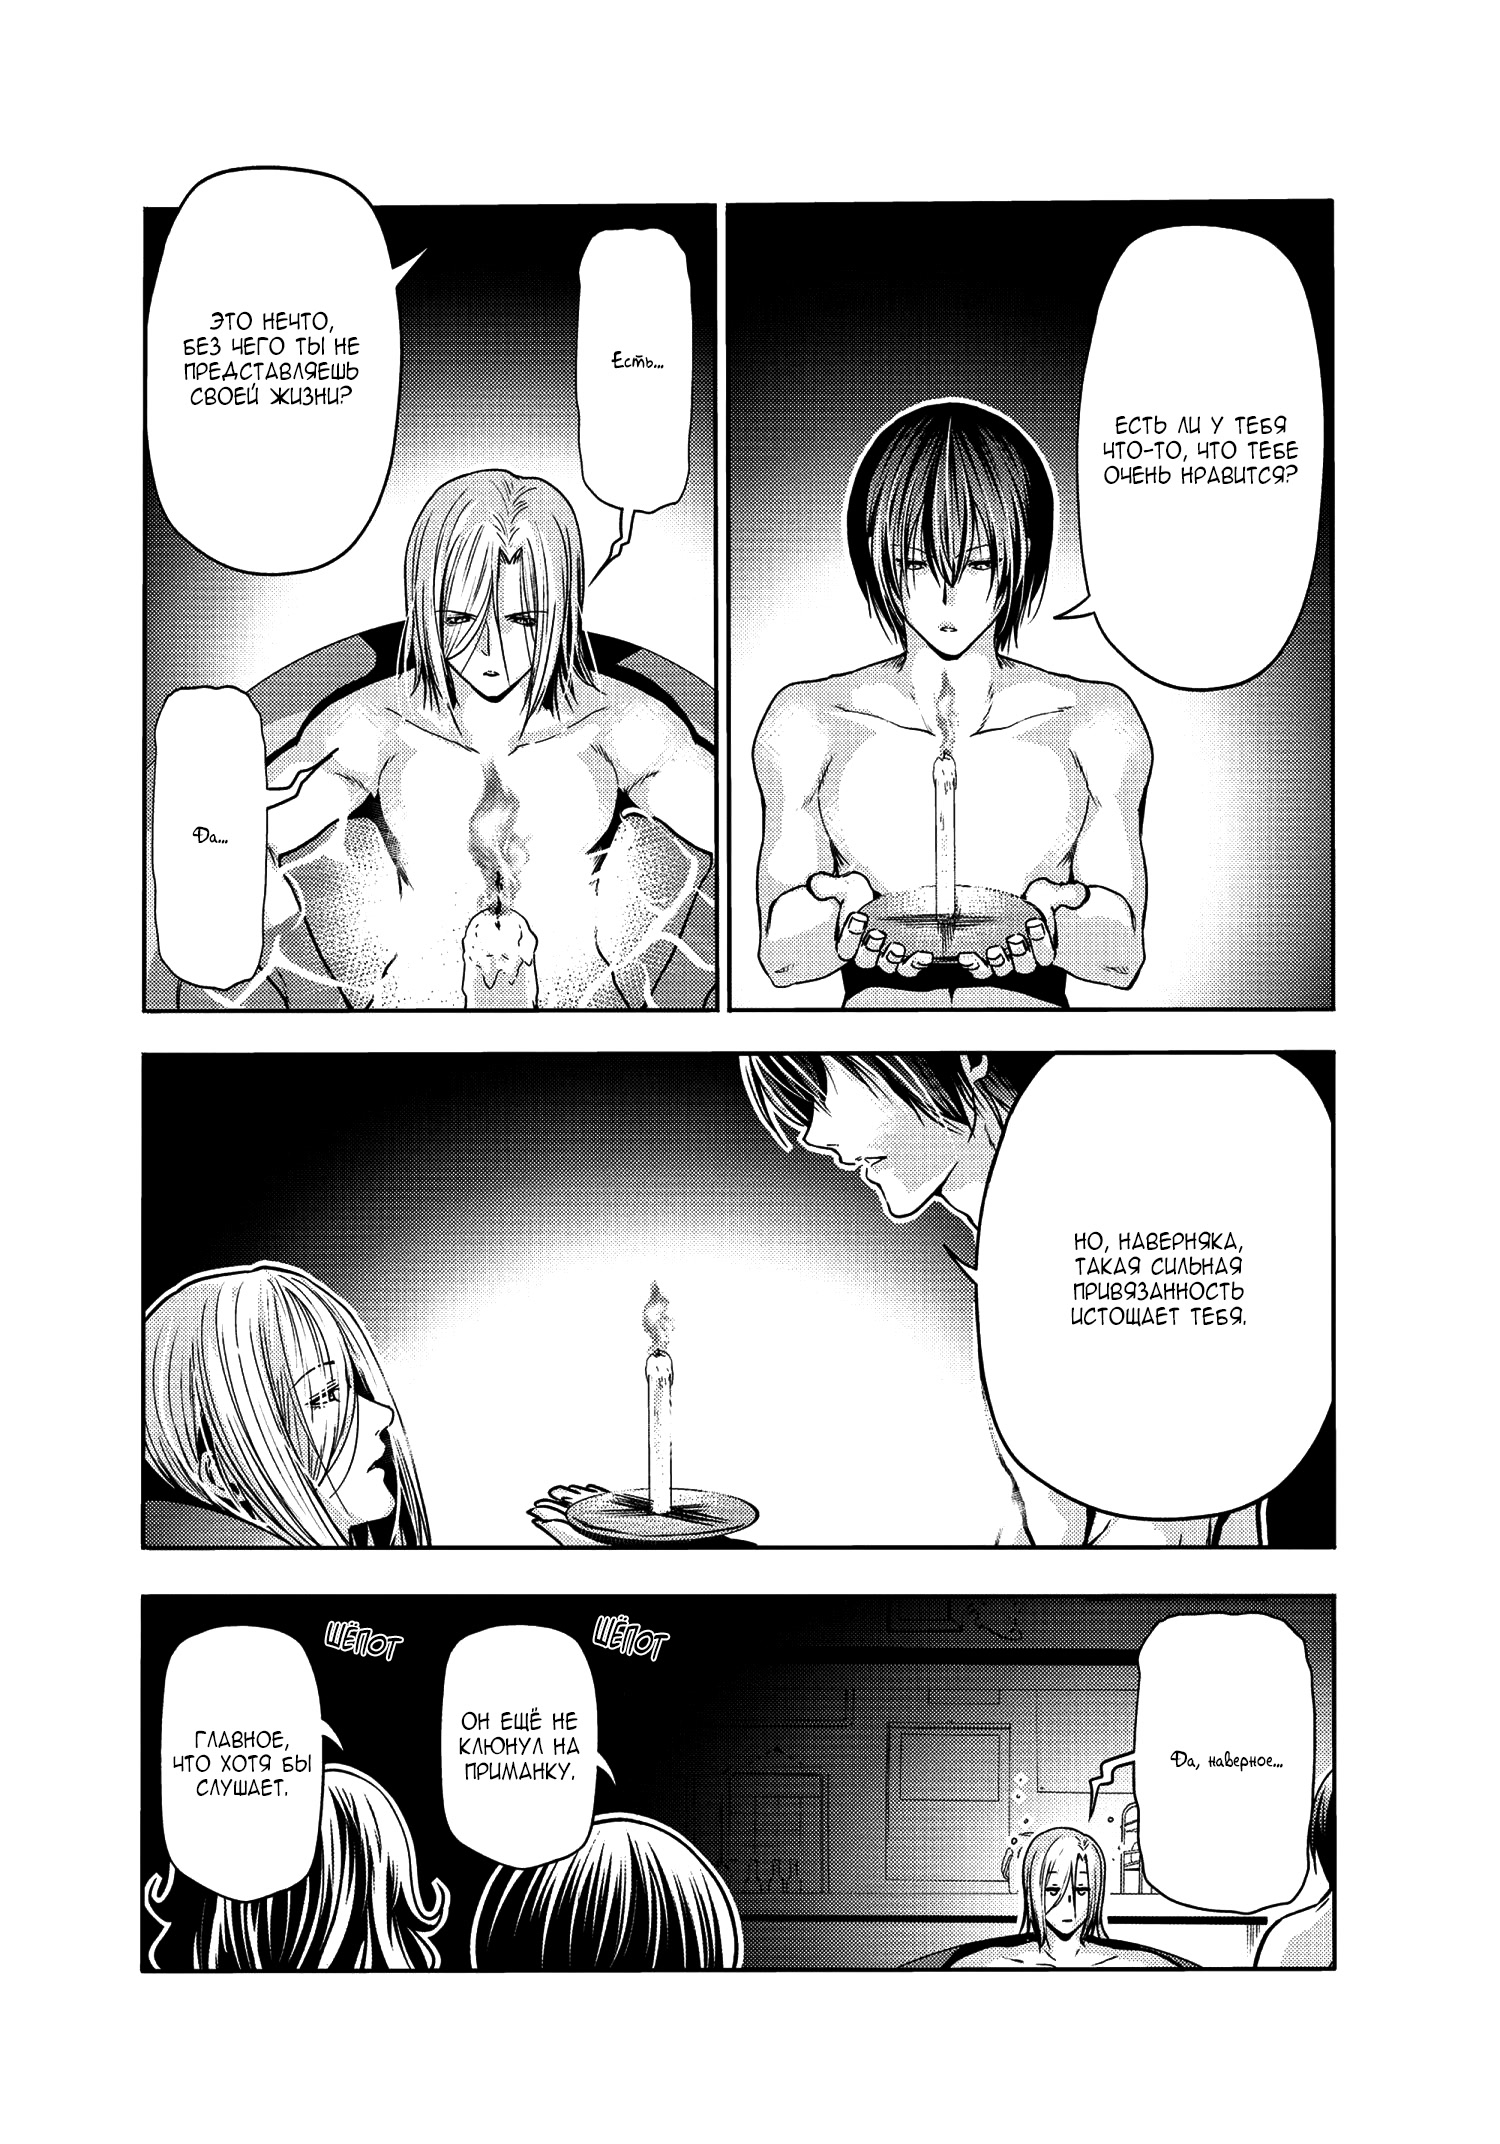 ЕСТЬ ЛИ У ТЕБЯ
ЧТО-ТО, ЧТО ТЕБЕ
ОЧЕНЬ НРАВИТСЯ?
Есть...
ЭТО НЕЧТО,
БЕЗ ЧЕГО ТЫ НЕ
ПРЕДСТАВЛЯЕШЬ
СВОЕЙ ЖИЗНИ?
Да...
НО, НАВЕРНЯКА,
ТАКАЯ СИЛЬНАЯ
ПРИВЯЗАННОСТЬ
ИСТОЩАЕТ ТЕБЯ.
Да, наверное...
ШЁПОТ
ОН ЕЩЁ НЕ
КЛЮНУЛ НА
ПРИМАНКУ.
ШЁПОТ
ГЛАВНОЕ,
ЧТО ХОТЯ БЫ
СЛУШАЕТ.